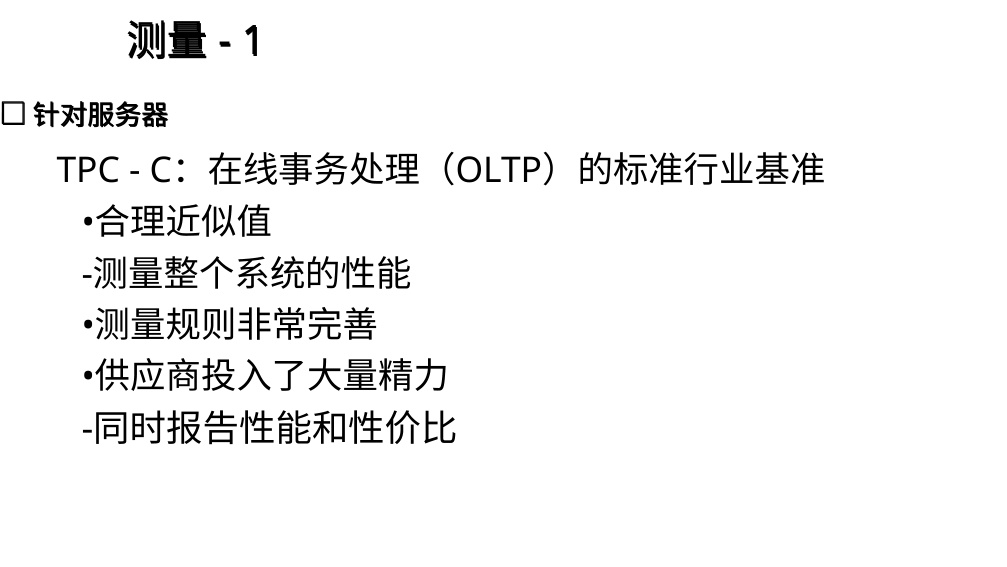 测量 - 1
□ 针对服务器
TPC - C：在线事务处理（OLTP）的标准行业基准
•合理近似值
-测量整个系统的性能
•测量规则非常完善
•供应商投入了大量精力
-同时报告性能和性价比